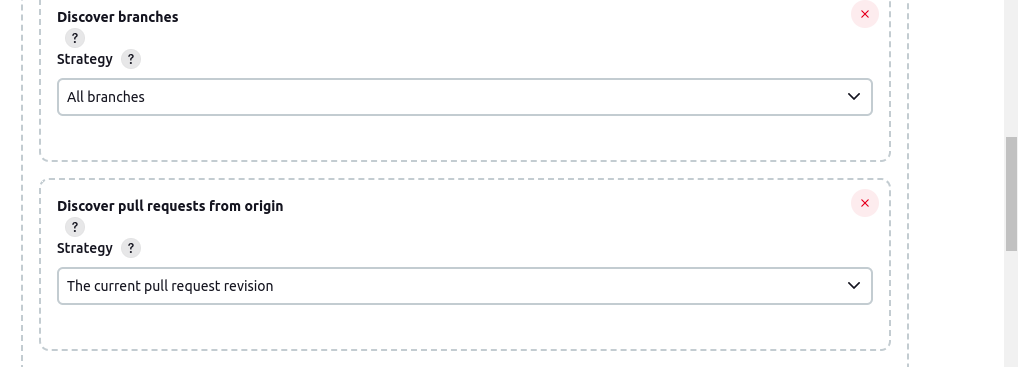 Discover branches
?
Strategy ?
All branches
Discover pull requests from origin
?
Strategy ?
The current pull request revision